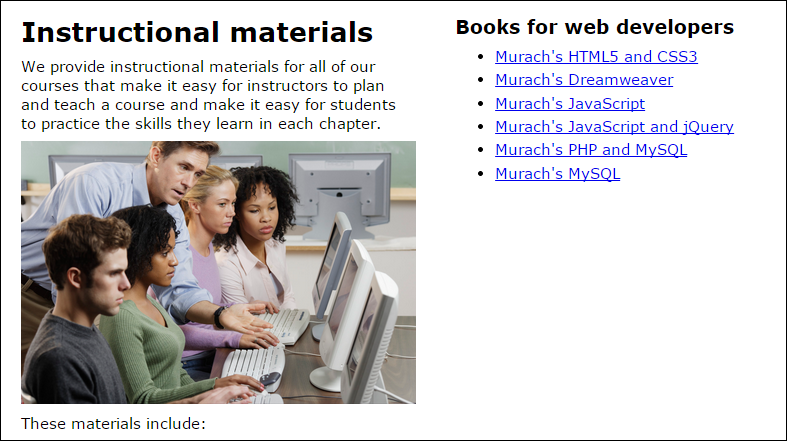 Instructional materials
We provide instructional materials for all of our
courses that make it easy for instructors to plan
and teach a course and make it easy for students
to practice the skills they learn in each chapter.
These materials include:
Books for web developers
Murach's HTML5 and CSS3
Murach's Dreamweaver
Murach's JavaScript
Murach's JavaScript and jQuery
Murach's PHP and MySQL
Murach's MySQL